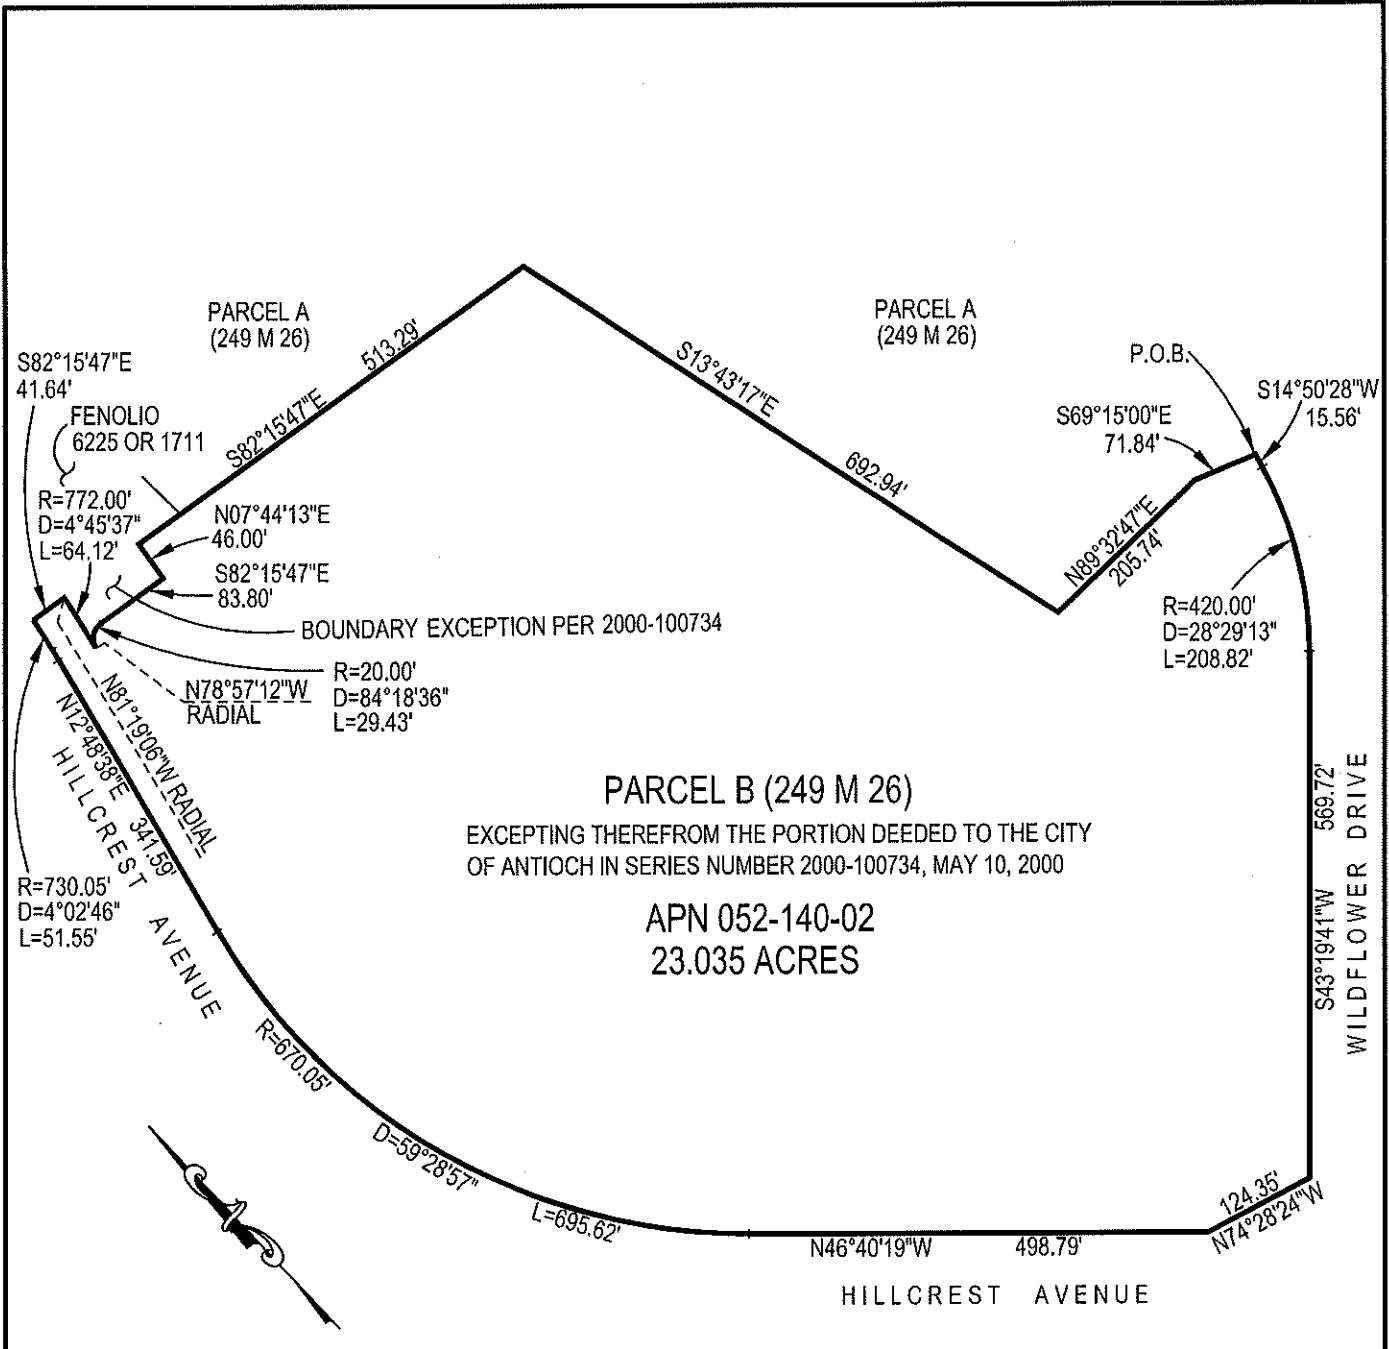 PARCEL A
(249 M 26)
PARCEL A
(249 M 26)
S82°15'47"E
41.64'
FENOLIO
6225 OR 1711
R=772.00'
D=4°45'37"
L=64.12'
S82°15'47"E
513.29'
S13°43'17"E
692.94'
P.O.B.
S14°50'28"W
15.56'
S69°15'00"E
71.84'
N89°32'47"E
205.74'
N07°44'13"E
46.00'
S82°15'47"E
83.80'
BOUNDARY EXCEPTION PER 2000-100734
R=420.00'
D=28°29'13"
L=208.82'
N78°57'12"W
RADIAL
R=20.00'
D=84°18'36"
L=29.43'
N81°19'06"W RADIAL
N12°48'38"E 341.59'
HILLCREST AVENUE
R=730.05'
D=4°02'46"
L=51.55'
PARCEL B (249 M 26)
EXCEPTING THEREFROM THE PORTION DEEDED TO THE CITY
OF ANTIOCH IN SERIES NUMBER 2000-100734, MAY 10, 2000
APN 052-140-02
23.035 ACRES
S43°19'41"W 569.72'
WILDFLOWER DRIVE
R=670.05'
D=59°28'57"
L=695.62'
N46°40'19"W 498.79'
124.35'
N74°28'24"W
HILLCREST AVENUE